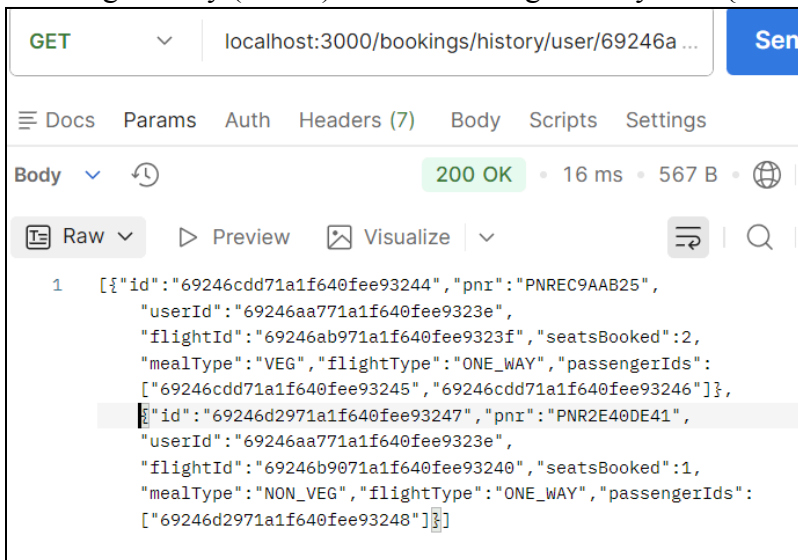 GET localhost:3000/bookings/history/user/69246a ... Sen
Docs Params Auth Headers (7) Body Scripts Settings
Body 200 OK • 16 ms • 567 B •
Raw Preview Visualize
1 [{"id":"69246cdd71a1f640fee93244","pnr":"PNREC9AAB25",
"userId":"69246aa771a1f640fee9323e",
"flightId":"69246ab971a1f640fee9323f","seatsBooked":2,
"mealType":"VEG","flightType":"ONE_WAY","passengerIds":
["69246cdd71a1f640fee93245","69246cdd71a1f640fee93246"]},
{"id":"69246d2971a1f640fee93247","pnr":"PNR2E40DE41",
"userId":"69246aa771a1f640fee9323e",
"flightId":"69246b9071a1f640fee93240","seatsBooked":1,
"mealType":"NON_VEG","flightType":"ONE_WAY","passengerIds":
["69246d2971a1f640fee93248"]}]